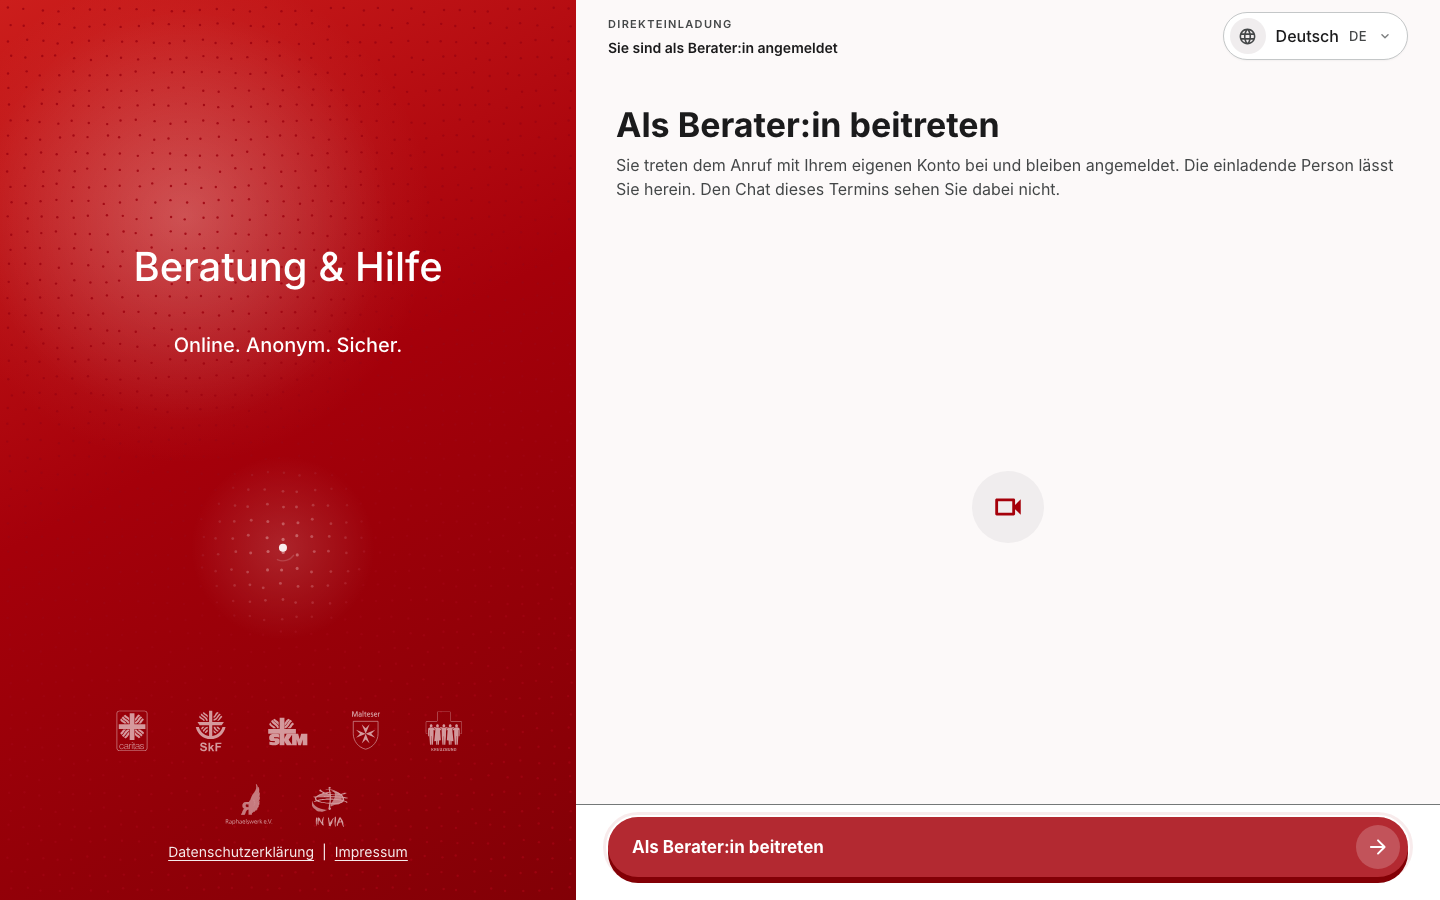 DIREKTEINLADUNG
Sie sind als Berater:in angemeldet
Deutsch DE
Als Berater:in beitreten
Sie treten dem Anruf mit Ihrem eigenen Konto bei und bleiben angemeldet. Die einladende Person lässt
Sie herein. Den Chat dieses Termins sehen Sie dabei nicht.
Beratung & Hilfe
Online. Anonym. Sicher.
caritas
SkF
SKM
Malteser
KREUZBUND
Raphaelswerk e.V.
IN VIA
Datenschutzerklärung | Impressum
Als Berater:in beitreten